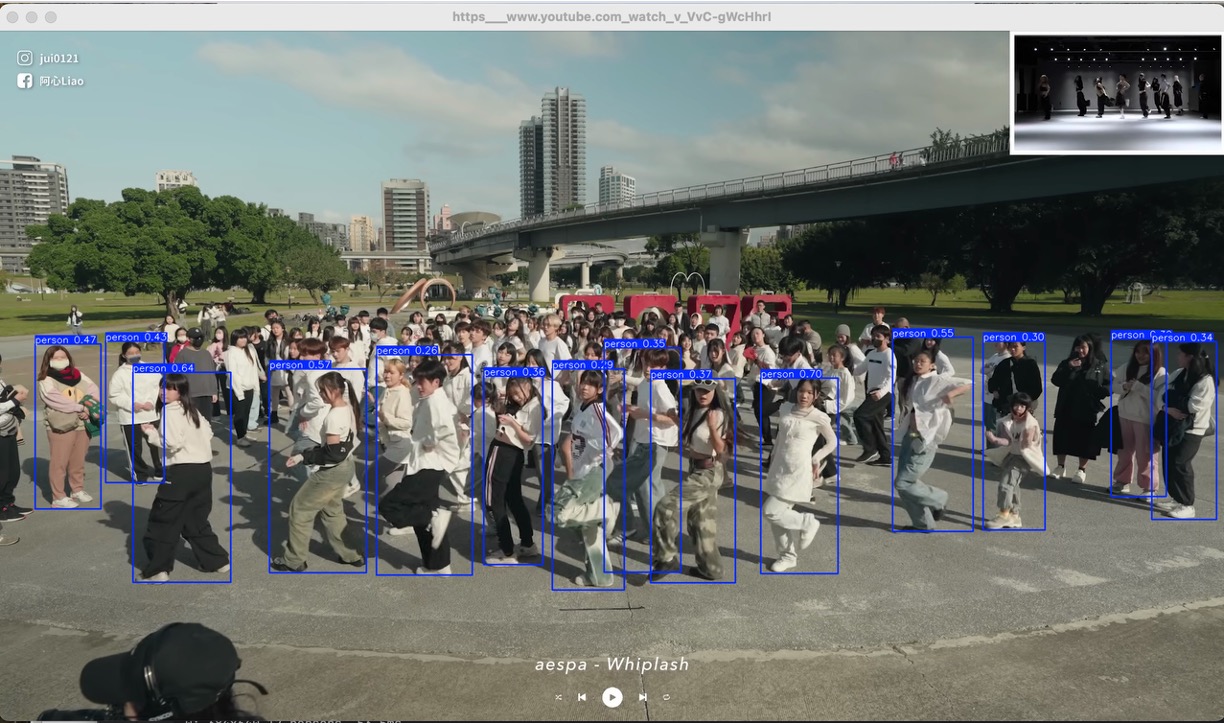 https___www.youtube.com_watch_v_VvC-gWcHhrI
jui0121
阿心Liao
person 0.47
person 0.43
person 0.64
person 0.57
person 0.26
person 0.36
person 0.29
person 0.35
person 0.37
person 0.70
person 0.55
person 0.30
person
person 0.34
aespa - Whiplash